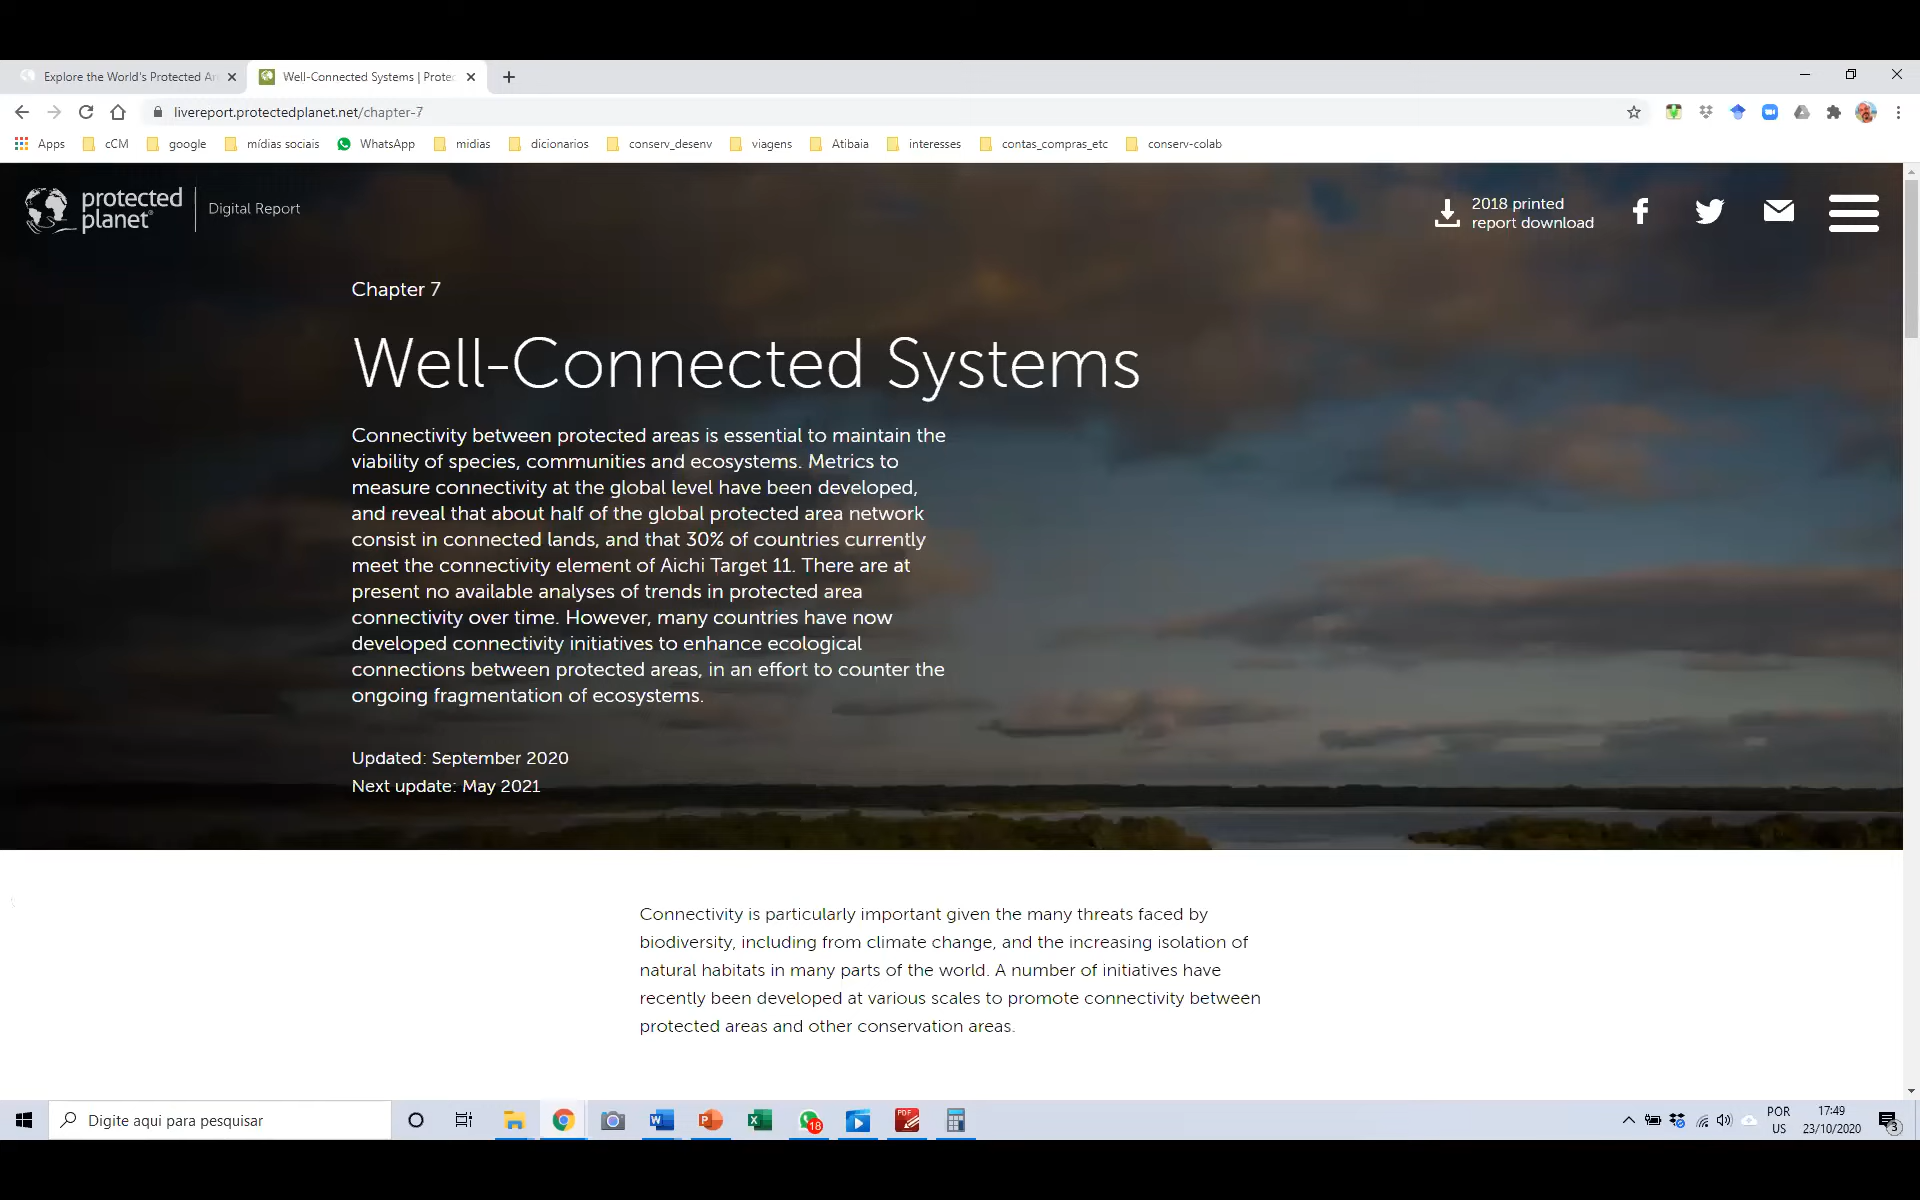 Explore the World's Protected Ar
Well-Connected Systems | Protec
livereport.protectedplanet.net/chapter-7
Apps cCM google mídias sociais WhatsApp midias dicionarios conserv_desenv viagens Atibaia interesses contas_compras_etc conserv-colab
protected
planet
Digital Report
2018 printed
report download
Chapter 7
Well-Connected Systems
Connectivity between protected areas is essential to maintain the
viability of species, communities and ecosystems. Metrics to
measure connectivity at the global level have been developed,
and reveal that about half of the global protected area network
consist in connected lands, and that 30% of countries currently
meet the connectivity element of Aichi Target 11. There are at
present no available analyses of trends in protected area
connectivity over time. However, many countries have now
developed connectivity initiatives to enhance ecological
connections between protected areas, in an effort to counter the
ongoing fragmentation of ecosystems.
Updated: September 2020
Next update: May 2021
Connectivity is particularly important given the many threats faced by
biodiversity, including from climate change, and the increasing isolation of
natural habitats in many parts of the world. A number of initiatives have
recently been developed at various scales to promote connectivity between
protected areas and other conservation areas.
Digite aqui para pesquisar
18
PDF
POR
US
17:49
23/10/2020
3